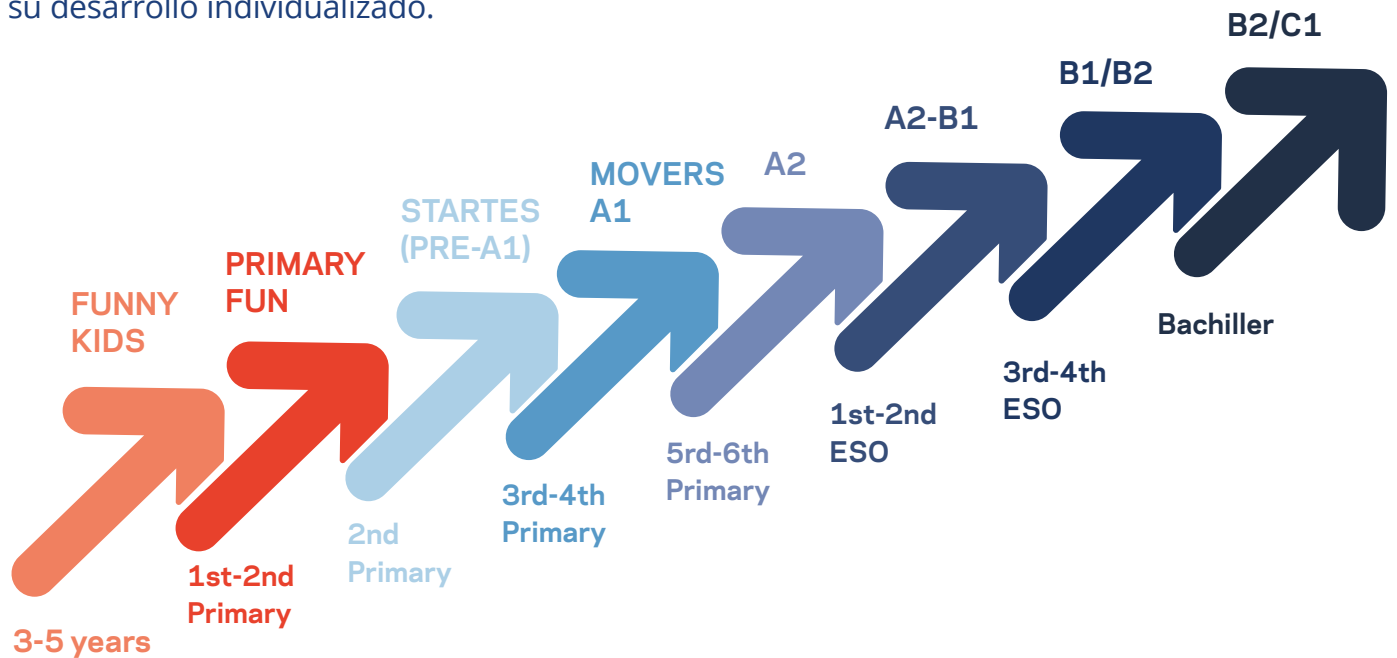 su desarrollo individualizado.
FUNNY
KIDS
3-5 years
PRIMARY
FUN
1st-2nd
Primary
STARTES
(PRE-A1)
2nd
Primary
MOVERS
A1
3rd-4th
Primary
A2
5rd-6th
Primary
A2-B1
1st-2nd
ESO
B1/B2
3rd-4th
ESO
B2/C1
Bachiller